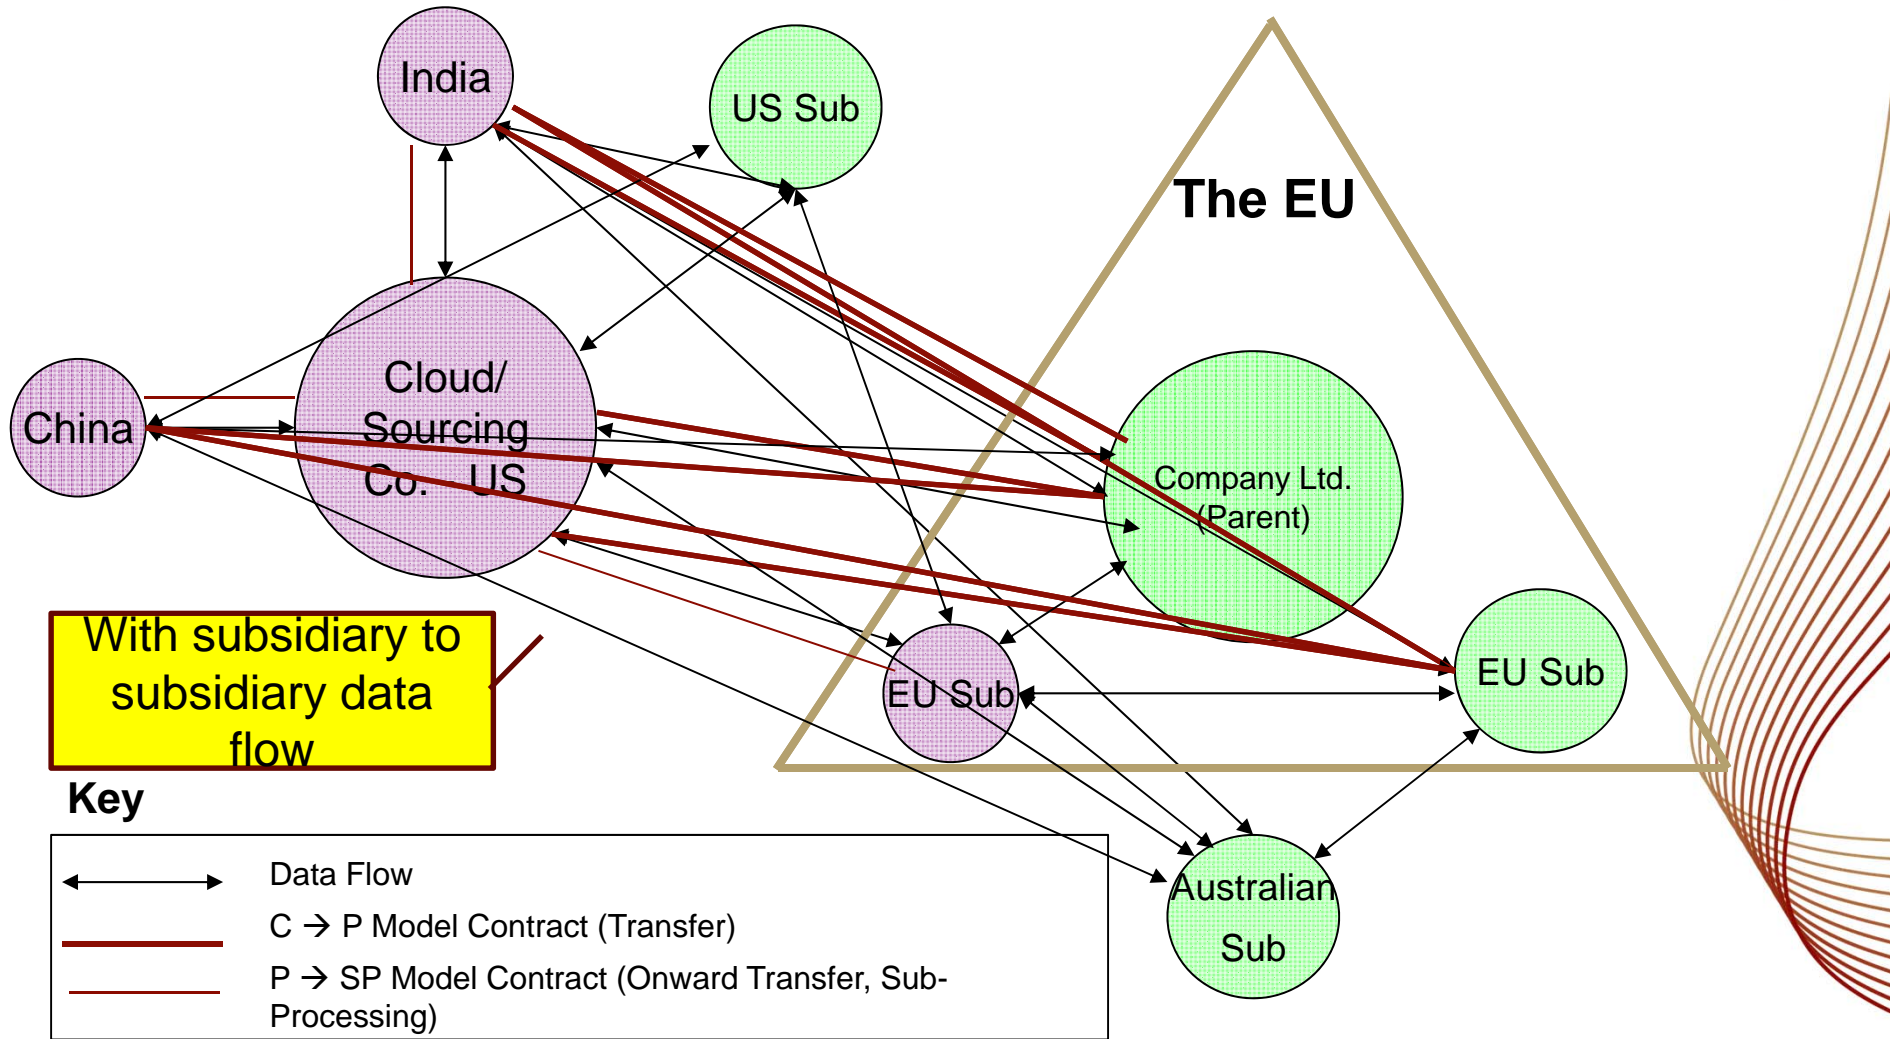 India
US Sub
The EU
Cloud/
Sourcing
Co. - US
China
Company Ltd.
(Parent)
With subsidiary to
subsidiary data
flow
EU Sub
EU Sub
Key
Data Flow
C → P Model Contract (Transfer)
P → SP Model Contract (Onward Transfer, Sub-
Processing)
Australian
Sub